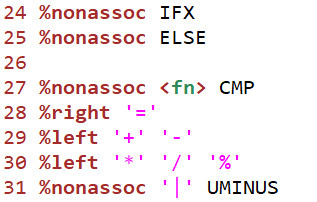 24 %nonassoc IFX
25 %nonassoc ELSE
26
27 %nonassoc <fn> CMP
28 %right '='
29 %left '+' '-'
30 %left '*' '/' '%'
31 %nonassoc '|' UMINUS